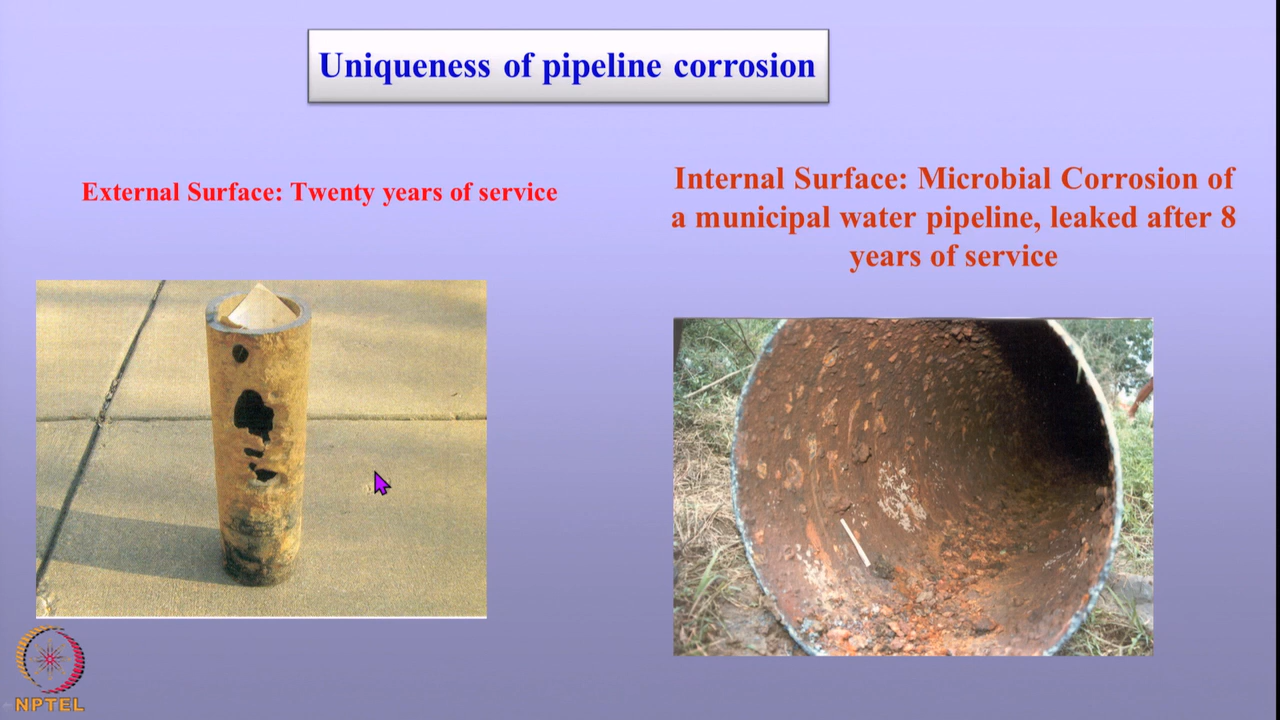 Uniqueness of pipeline corrosion
External Surface: Twenty years of service
Internal Surface: Microbial Corrosion of
a municipal water pipeline, leaked after 8
years of service
NPTEL